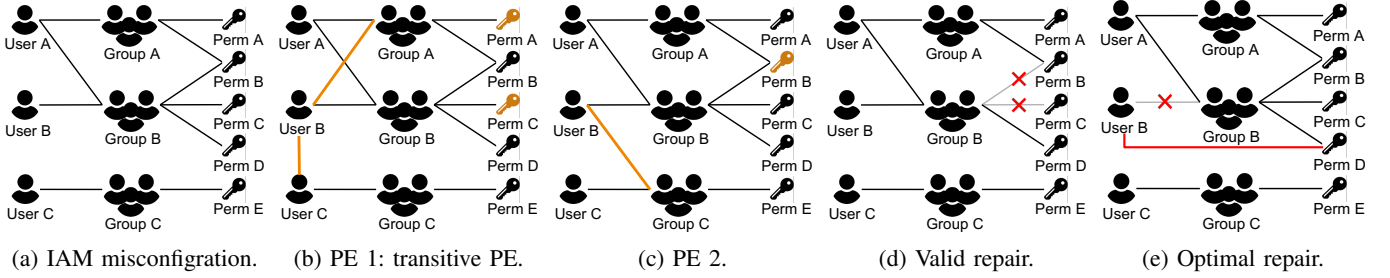 User A
Group A
Perm A
Perm B
User B
Group B
Perm C
Perm D
User C
Group C
Perm E
(a) IAM misconfigration.
User A
Group A
Perm A
Perm B
User B
Group B
Perm C
Perm D
User C
Group C
Perm E
(b) PE 1: transitive PE.
User A
Group A
Perm A
Perm B
User B
Group B
Perm C
Perm D
User C
Group C
Perm E
(c) PE 2.
User A
Group A
Perm A
Perm B
User B
Group B
Perm C
Perm D
User C
Group C
Perm E
(d) Valid repair.
User A
Group A
Perm A
Perm B
User B
Group B
Perm C
Perm D
User C
Group C
Perm E
(e) Optimal repair.